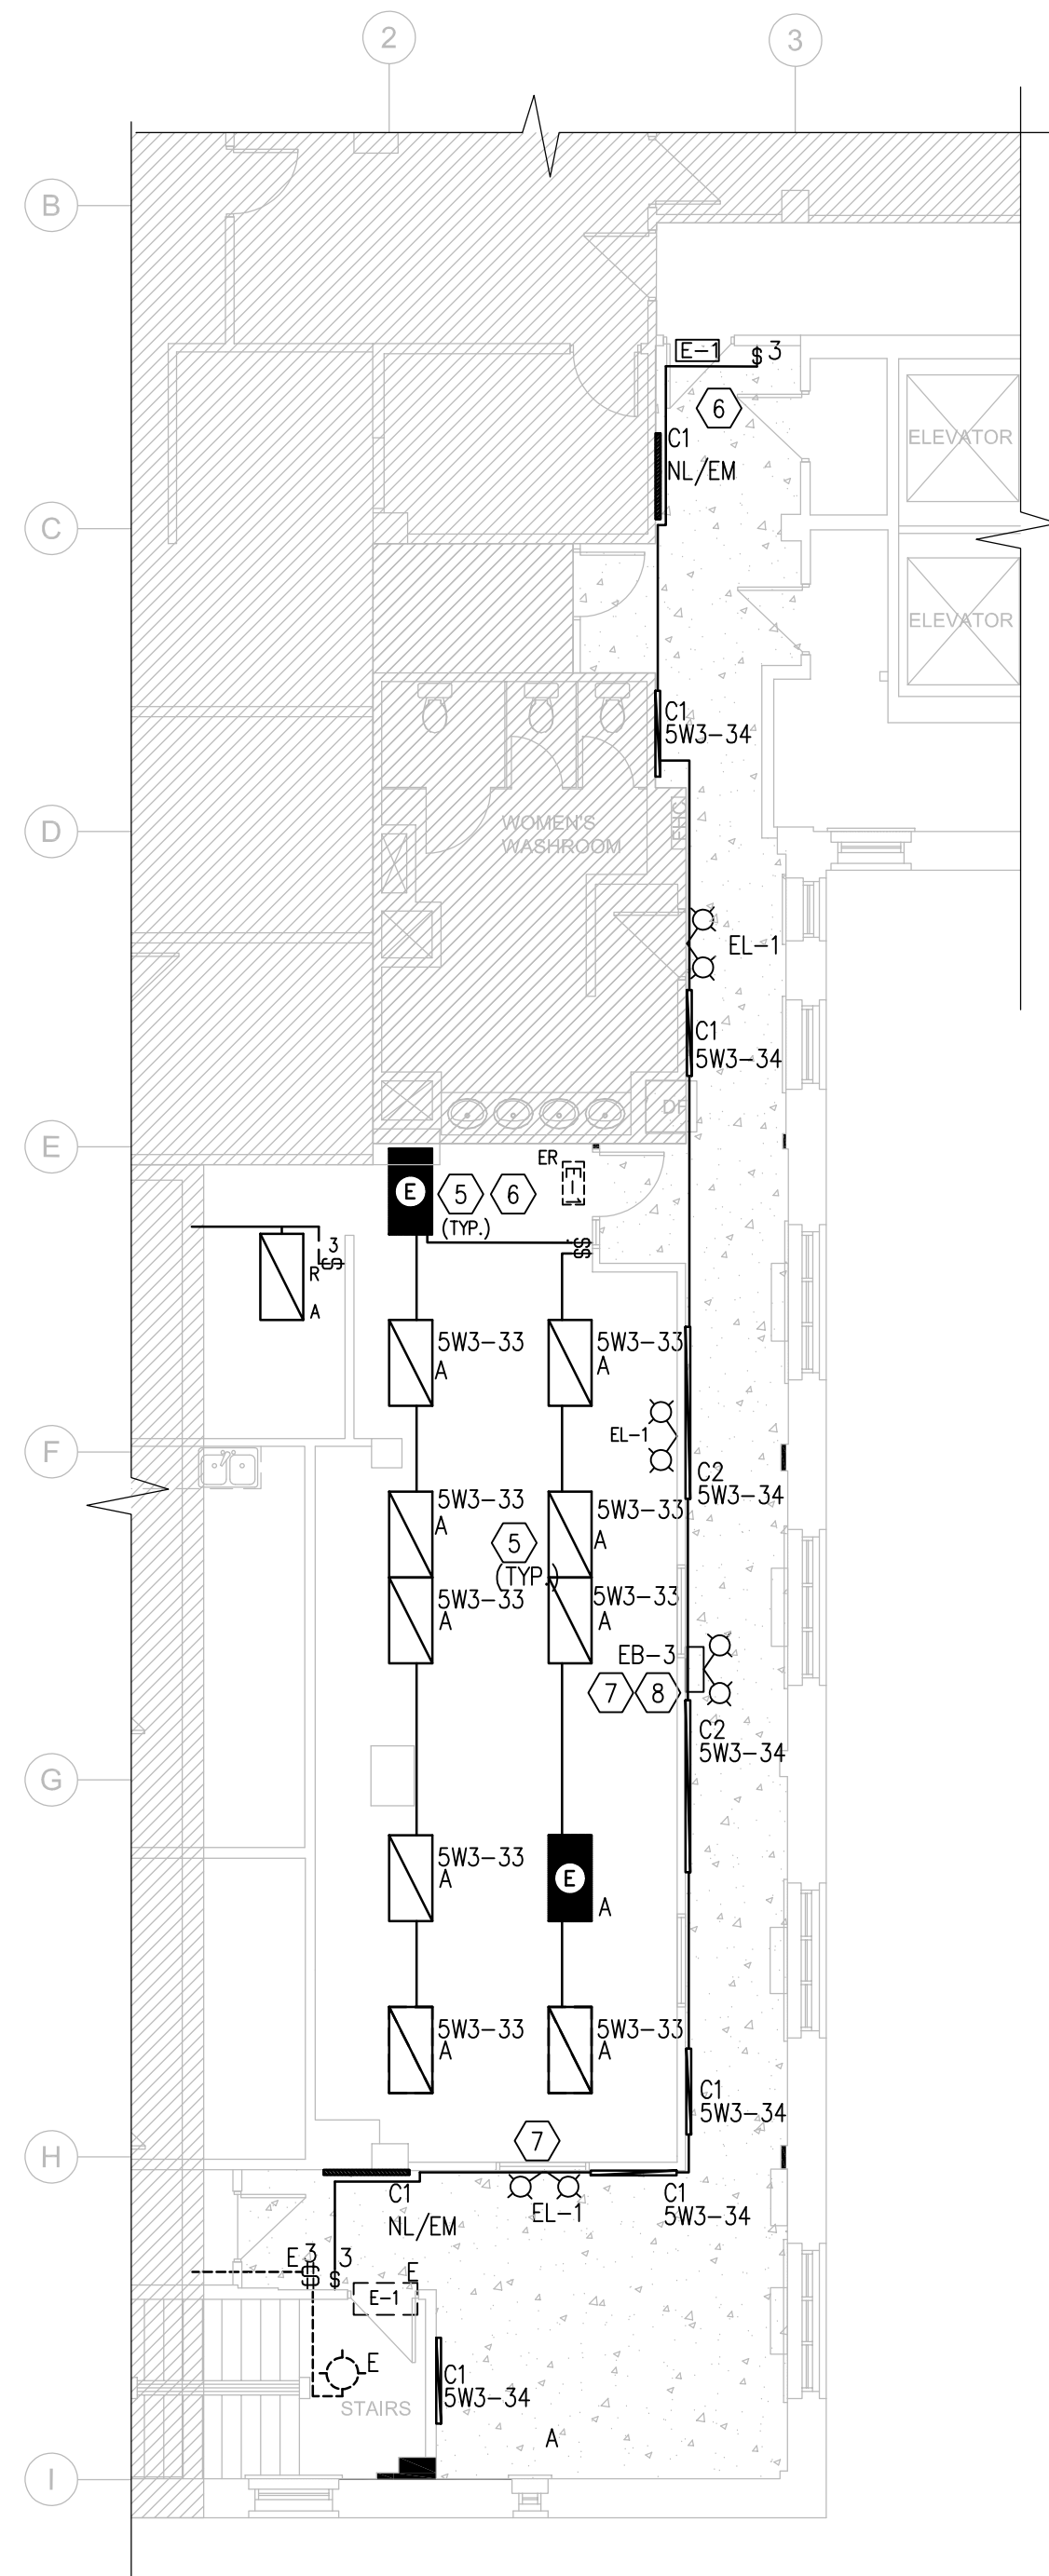 2
3
B
E-1
$ 3
6
C1
ELEVATOR
NL/EM
C
ELEVATOR
C1
5W3-34
D
WOMEN'S
WASHROOM
FHC
EL-1
C1
5W3-34
DF
E
ER
E-1
E
5
6
(TYP.)
$$
3
$
R
A
5W3-33
A
5W3-33
A
EL-1
F
C2
5W3-34
5W3-33
A
5W3-33
A
5
(TYP.)
5W3-33
A
5W3-33
A
EB-3
7
8
C2
5W3-34
G
5W3-33
A
E
A
5W3-33
A
5W3-33
A
C1
5W3-34
7
H
C1
NL/EM
EL-1
C1
5W3-34
E 3
$
3
$
E
E-1
E
C1
5W3-34
STAIRS
A
I